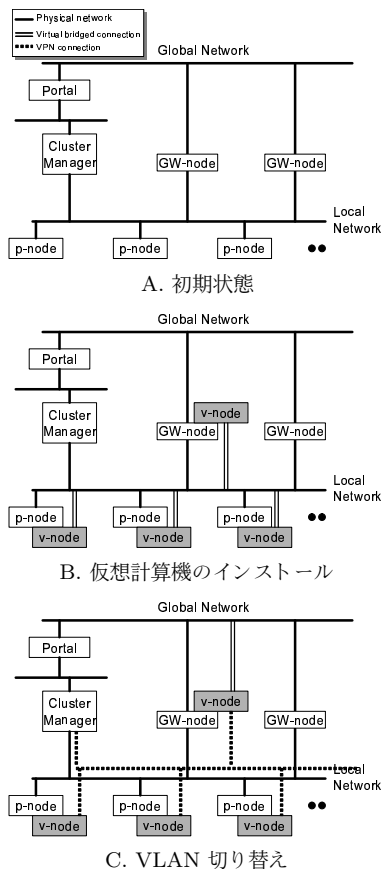 Physical network
Virtual bridged connection
VPN connection
Global Network
Portal
Cluster
Manager
GW-node
GW-node
Local
Network
p-node
p-node
p-node
A. 初期状態
Global Network
Portal
v-node
Cluster
Manager
GW-node
GW-node
Local
Network
p-node
p-node
p-node
v-node
v-node
v-node
B. 仮想計算機のインストール
Global Network
Portal
v-node
Cluster
Manager
GW-node
GW-node
Local
Network
p-node
p-node
p-node
v-node
v-node
v-node
C. VLAN 切り替え